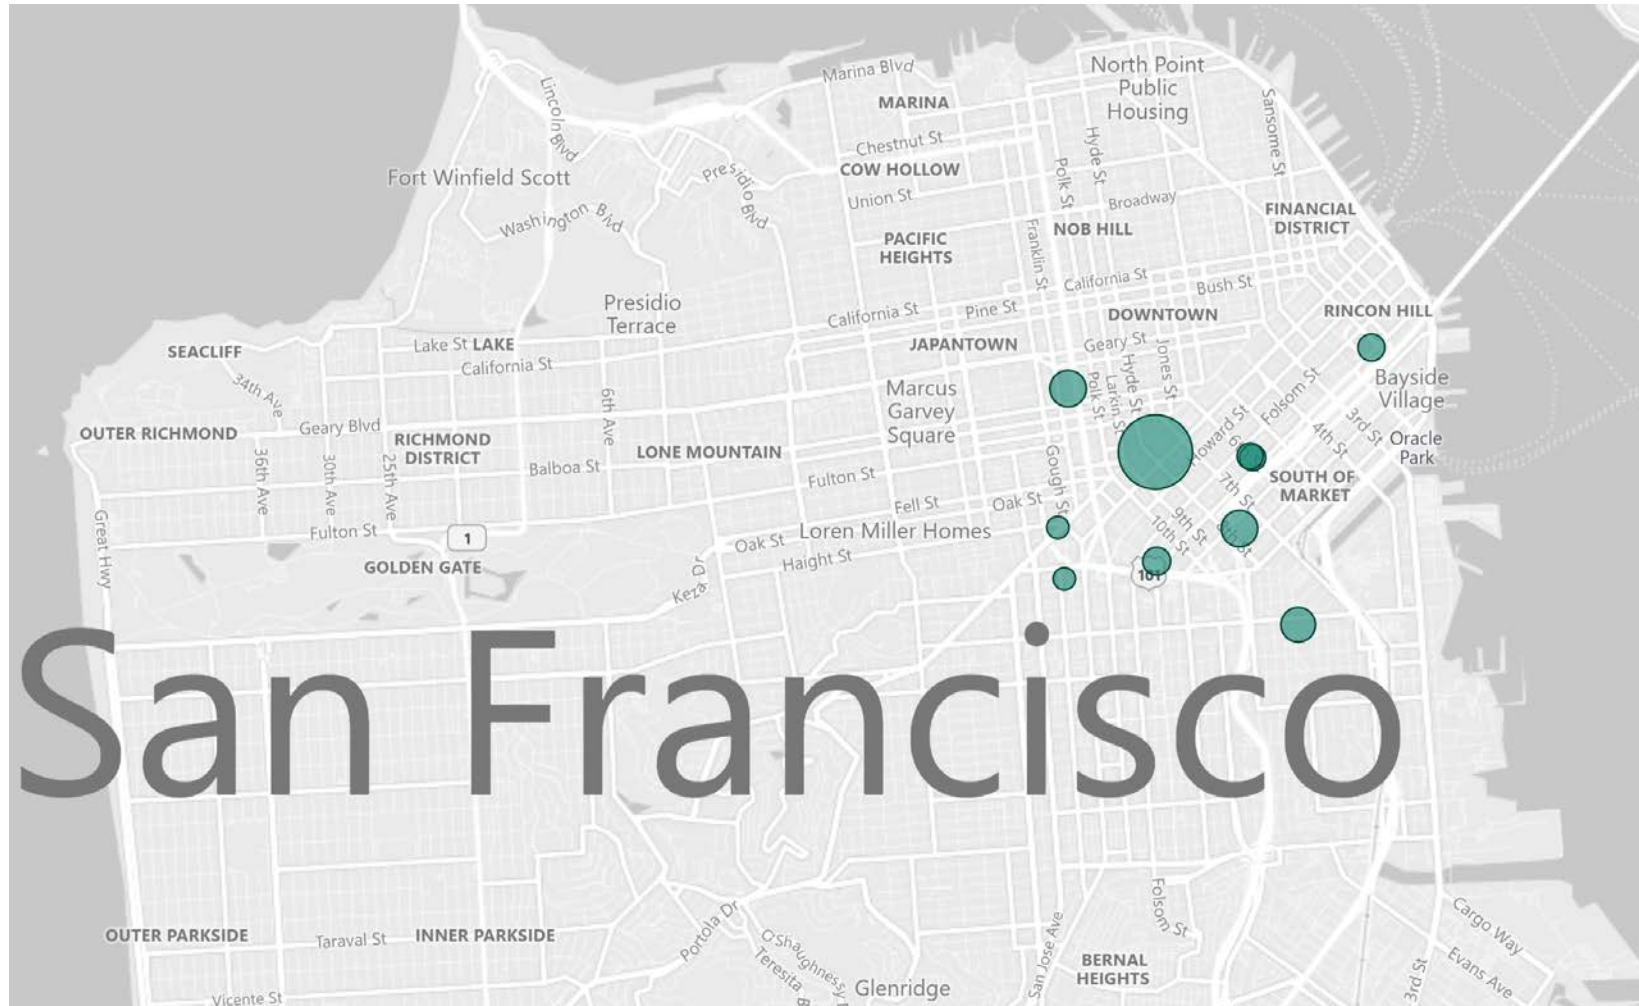 Marina Blvd
North Point
Public
Housing
MARINA
Lincoln Blvd
Sansome St
Chestnut St
Hyde St
COW HOLLOW
Presidio Blvd
Polk St
Fort Winfield Scott
Union St
Broadway
Washington Blvd
FINANCIAL
DISTRICT
NOB HILL
PACIFIC
HEIGHTS
Franklin St
California St
Bush St
Presidio
Terrace
California St
Pine St
DOWNTOWN
RINCON HILL
SEACLIFF
Lake St
LAKE
JAPANTOWN
Geary St
Jones St
California St
Hyde St
Larkin St
Polk St
34th Ave
6th Ave
Marcus
Garvey
Square
Folsom St
Bayside
Village
Howard St
3rd St
4th St
OUTER RICHMOND
Geary Blvd
RICHMOND
DISTRICT
LONE MOUNTAIN
Oracle
Park
36th Ave
30th Ave
25th Ave
Balboa St
Fulton St
Gough St
7th St
SOUTH OF
MARKET
Great Hwy
Fulton St
1
Fell St
Oak St
Loren Miller Homes
9th St
10th St
Oak St
Haight St
GOLDEN GATE
Kezar Dr
101
San Francisco
OUTER PARKSIDE
Taraval St
INNER PARKSIDE
Portola Dr
O'Shaughnessy
Teresita B
San Jose Ave
Folsom St
BERNAL
HEIGHTS
Cargo Way
Evans Ave
3rd St
Glenridge
Vicente St